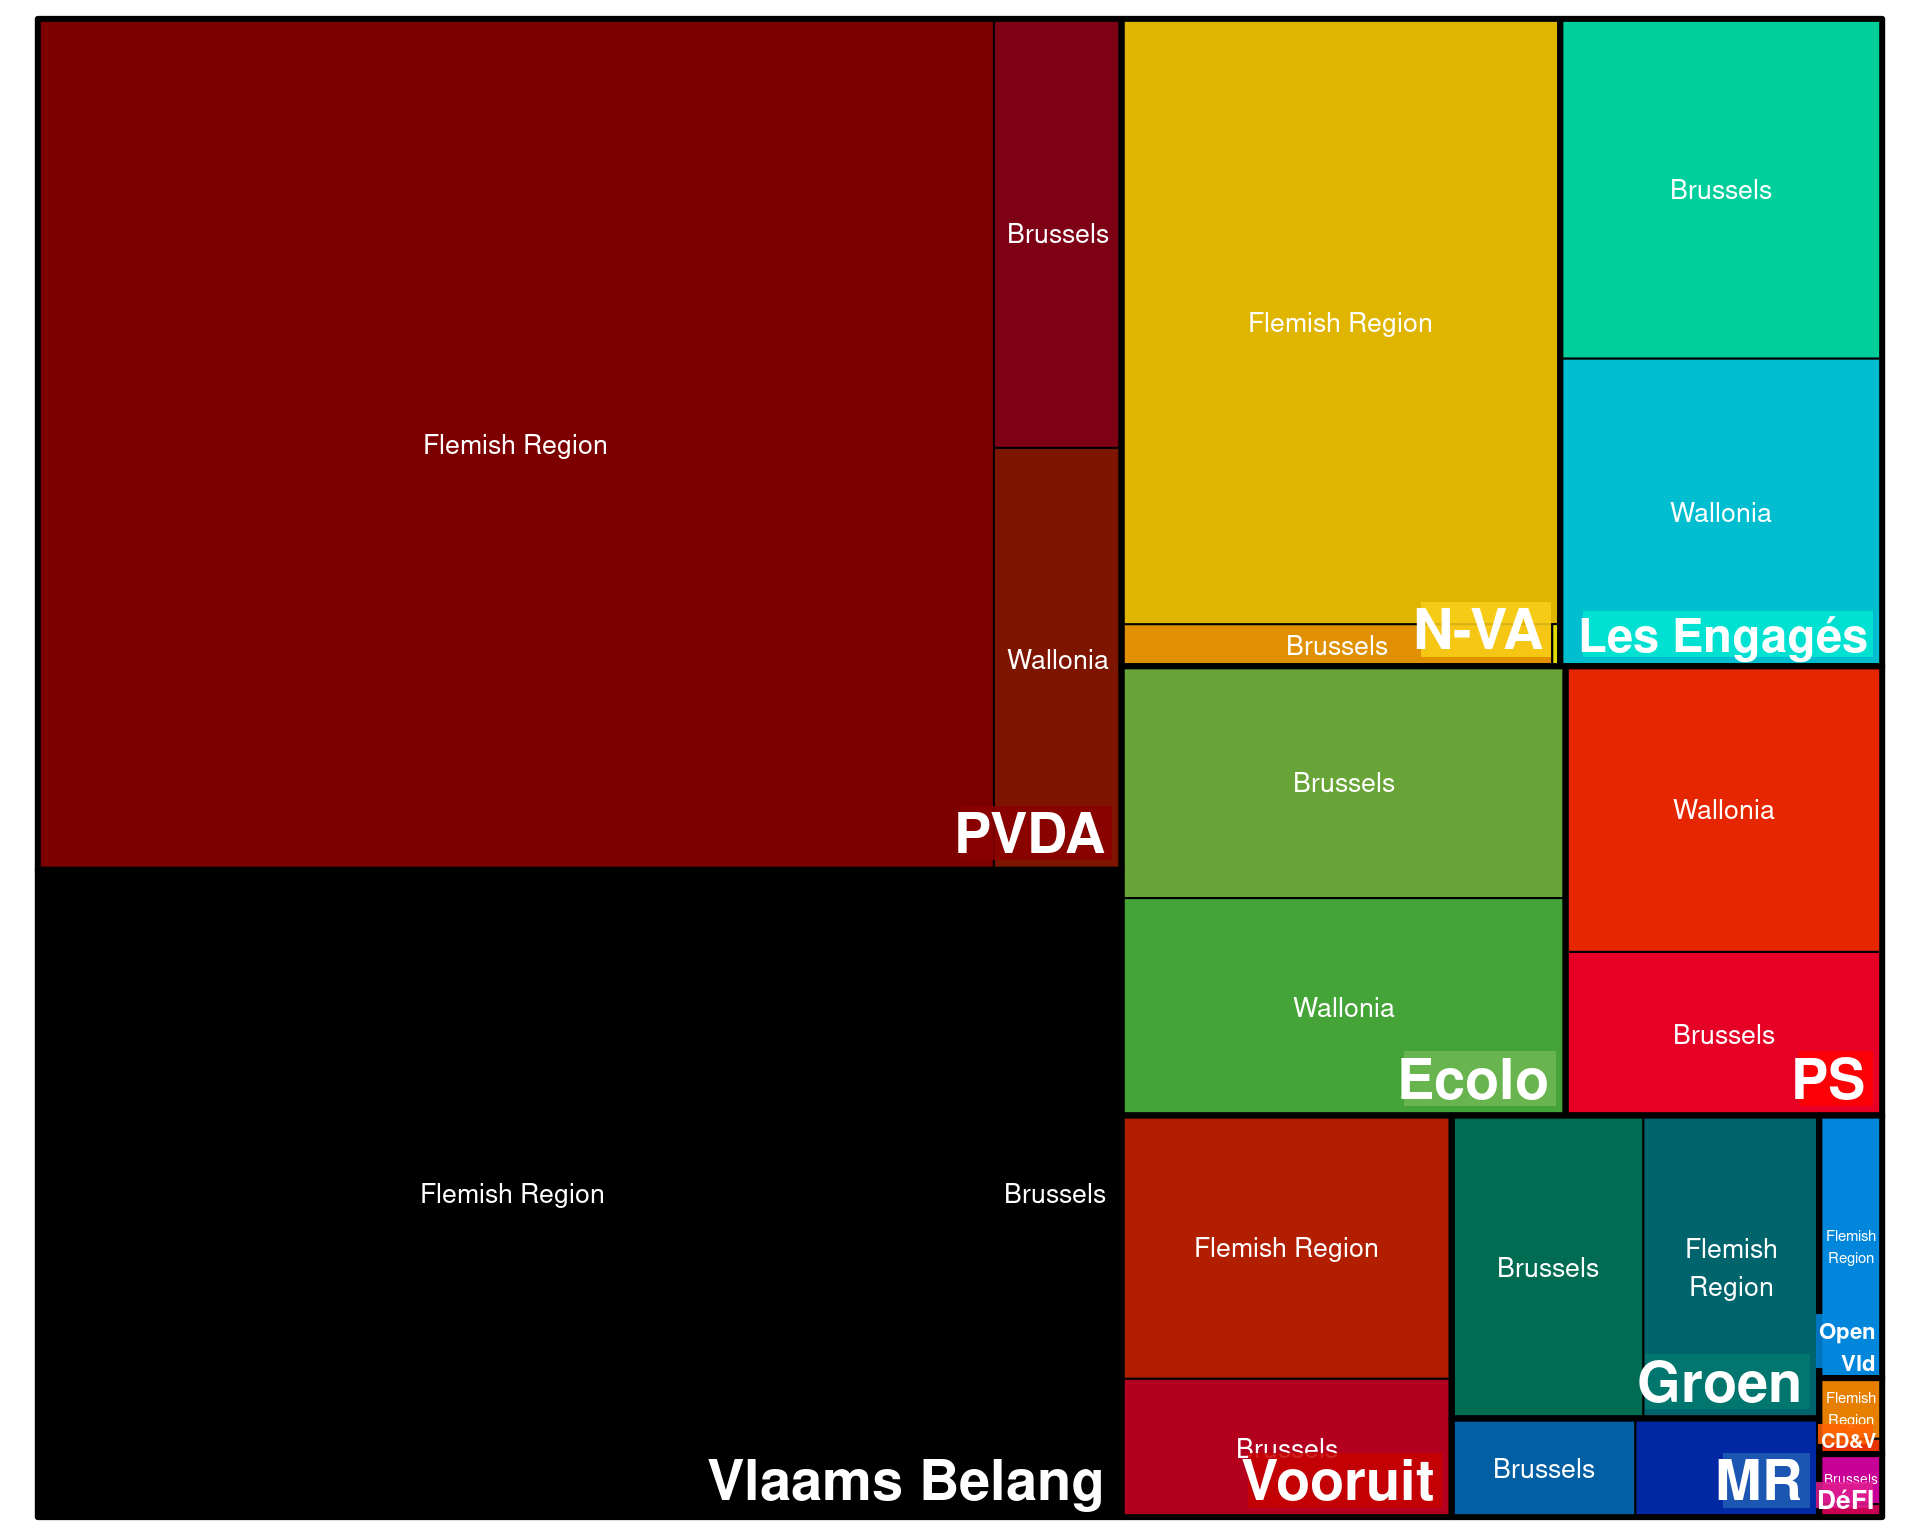 Flemish Region
Brussels
Wallonia
PVDA
Flemish Region
Brussels
Vlaams Belang
Flemish Region
Brussels
N-VA
Brussels
Wallonia
Les Engagés
Brussels
Wallonia
Ecolo
Wallonia
Brussels
PS
Flemish Region
Brussels
Vooruit
Brussels
Flemish
Region
Groen
Flemish
Region
Open
Vld
Flemish
Region
CD&V
Brussels
MR
Brussels
DéFI